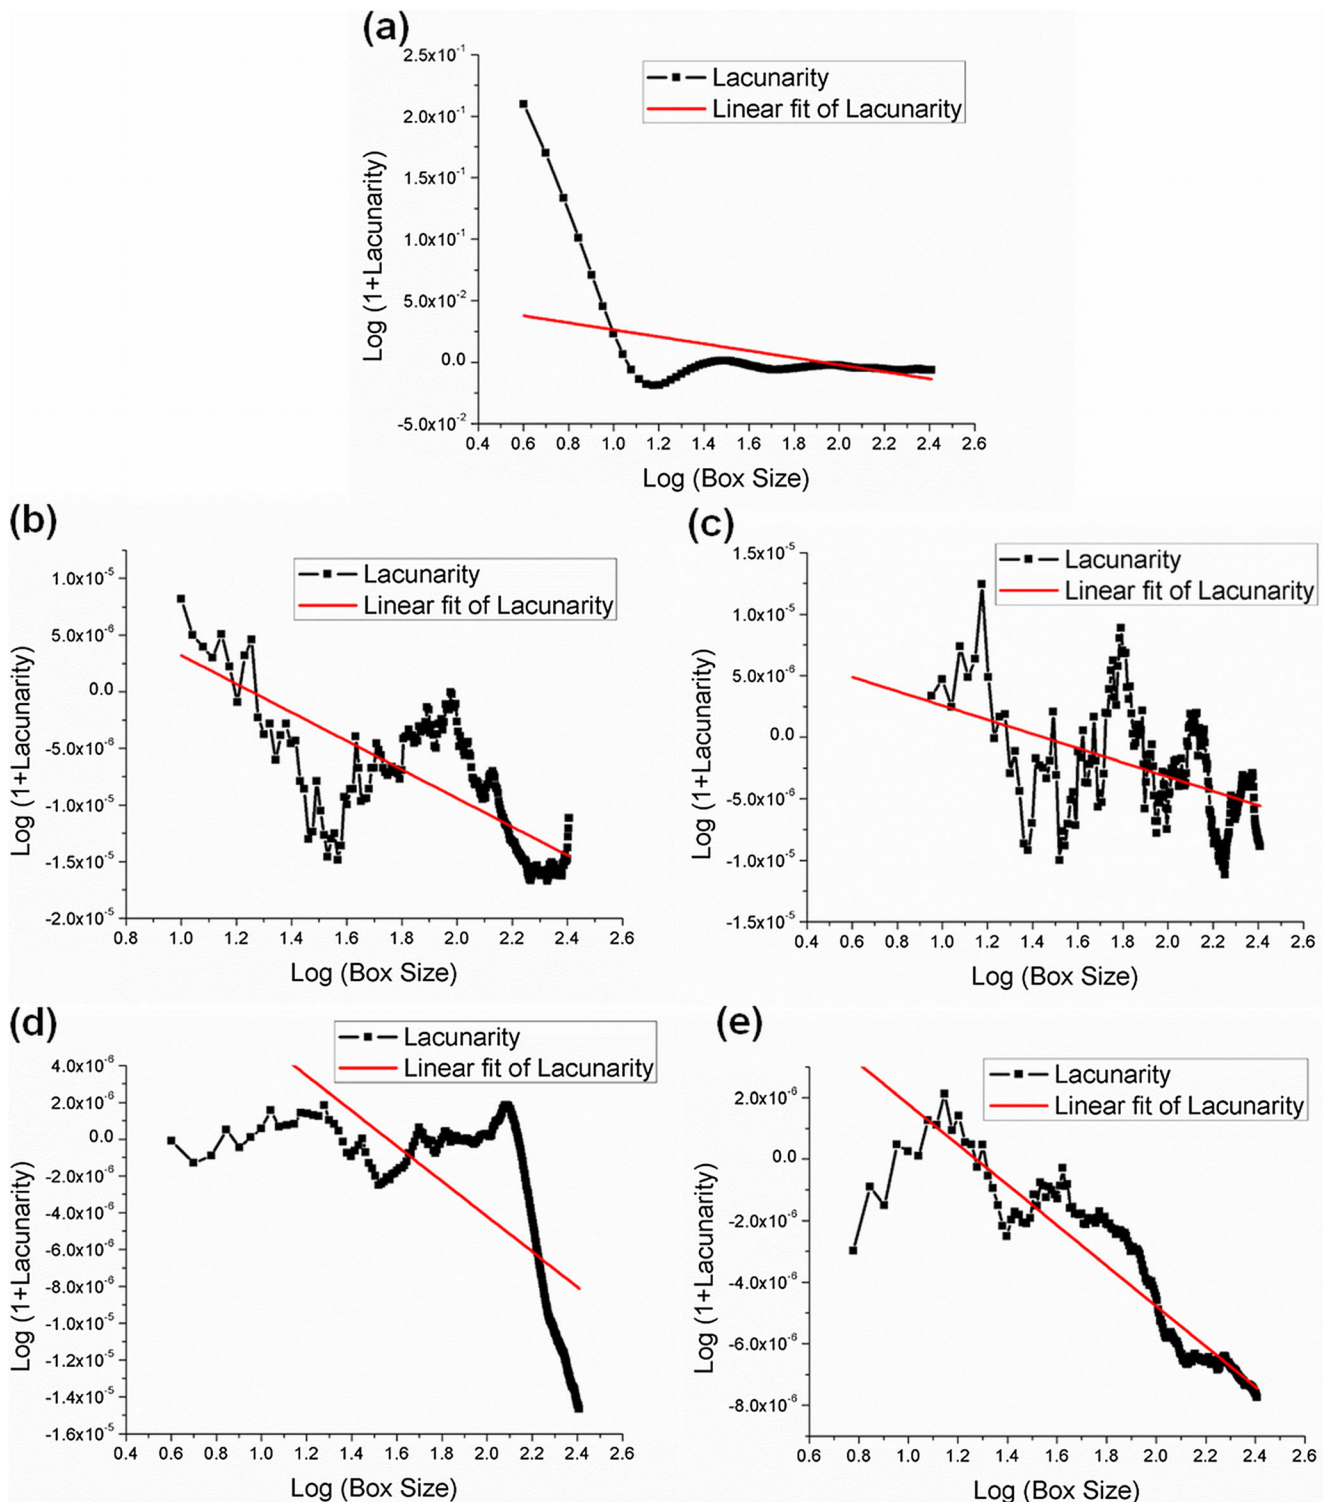 (a)
2.5x10⁻¹
2.0x10⁻¹
1.5x10⁻¹
1.0x10⁻¹
5.0x10⁻²
0.0
-5.0x10⁻²
Log (1+Lacunarity)
Lacunarity
Linear fit of Lacunarity
0.4 0.6 0.8 1.0 1.2 1.4 1.6 1.8 2.0 2.2 2.4 2.6
Log (Box Size)
(b)
1.0x10⁻⁵
5.0x10⁻⁶
0.0
-5.0x10⁻⁶
-1.0x10⁻⁵
-1.5x10⁻⁵
-2.0x10⁻⁵
Log (1+Lacunarity)
Lacunarity
Linear fit of Lacunarity
0.8 1.0 1.2 1.4 1.6 1.8 2.0 2.2 2.4 2.6
Log (Box Size)
(c)
1.5x10⁻⁵
1.0x10⁻⁵
5.0x10⁻⁶
0.0
-5.0x10⁻⁶
-1.0x10⁻⁵
-1.5x10⁻⁵
Log (1+Lacunarity)
Lacunarity
Linear fit of Lacunarity
0.4 0.6 0.8 1.0 1.2 1.4 1.6 1.8 2.0 2.2 2.4 2.6
Log (Box Size)
(d)
4.0x10⁻⁶
2.0x10⁻⁶
0.0
-2.0x10⁻⁶
-4.0x10⁻⁶
-6.0x10⁻⁶
-8.0x10⁻⁶
-1.0x10⁻⁵
-1.2x10⁻⁵
-1.4x10⁻⁵
-1.6x10⁻⁵
Log (1+Lacunarity)
Lacunarity
Linear fit of Lacunarity
0.4 0.6 0.8 1.0 1.2 1.4 1.6 1.8 2.0 2.2 2.4 2.6
Log (Box Size)
(e)
2.0x10⁻⁶
0.0
-2.0x10⁻⁶
-4.0x10⁻⁶
-6.0x10⁻⁶
-8.0x10⁻⁶
Log (1+Lacunarity)
Lacunarity
Linear fit of Lacunarity
0.6 0.8 1.0 1.2 1.4 1.6 1.8 2.0 2.2 2.4 2.6
Log (Box Size)